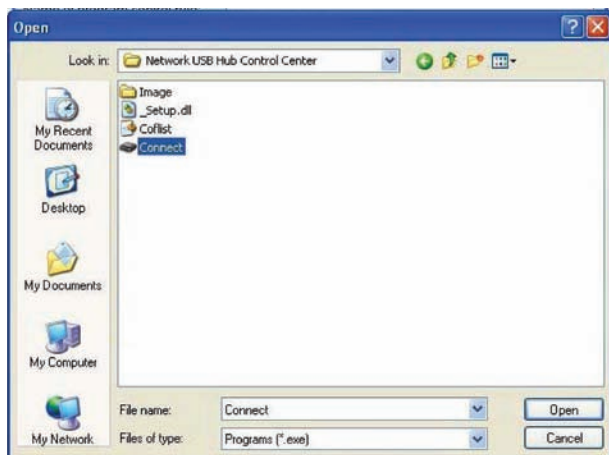 Open
Look in: Network USB Hub Control Center
Image
_Setup.dll
Coflist
Connect
My Recent
Documents
Desktop
My Documents
My Computer
My Network
File name: Connect Open
Files of type: Programs (*.exe) Cancel